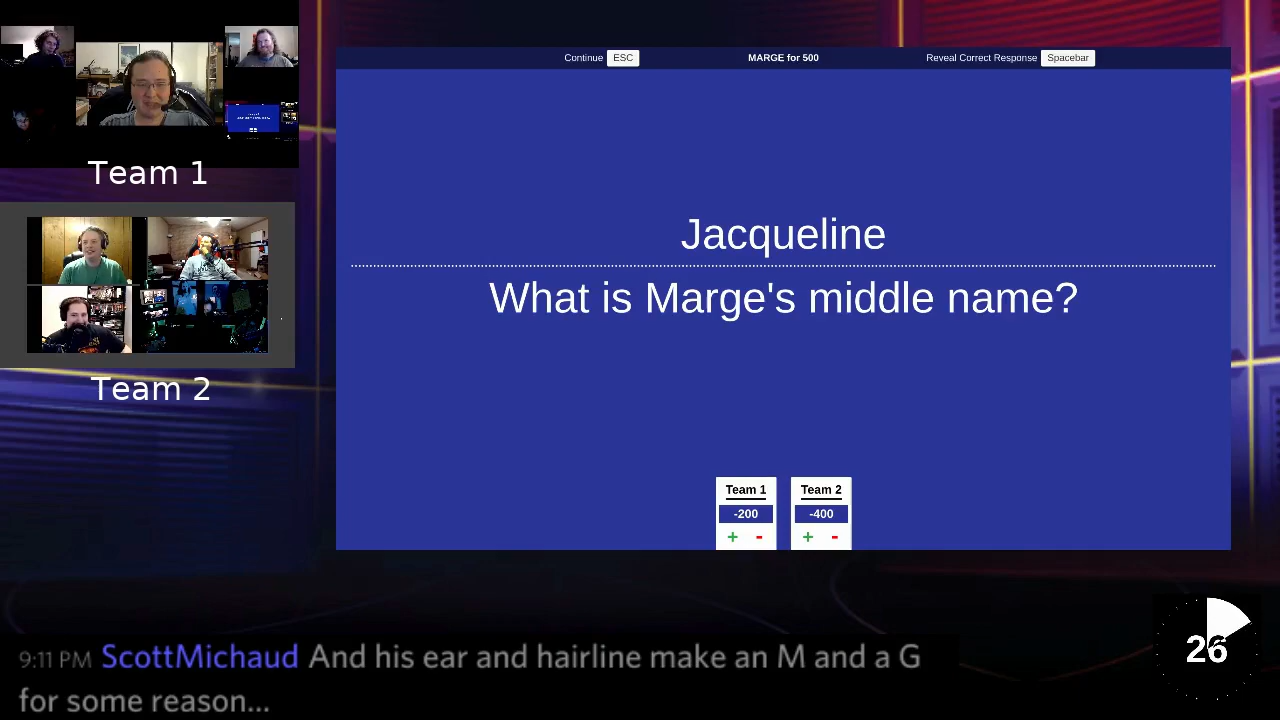 Continue ESC MARGE for 500 Reveal Correct Response Spacebar
Team 1
Jacqueline
What is Marge's middle name?
Team 2
Team 1 Team 2
-200 -400
+ - + -
9:11 PM ScottMichaud And his ear and hairline make an M and a G
for some reason...
26